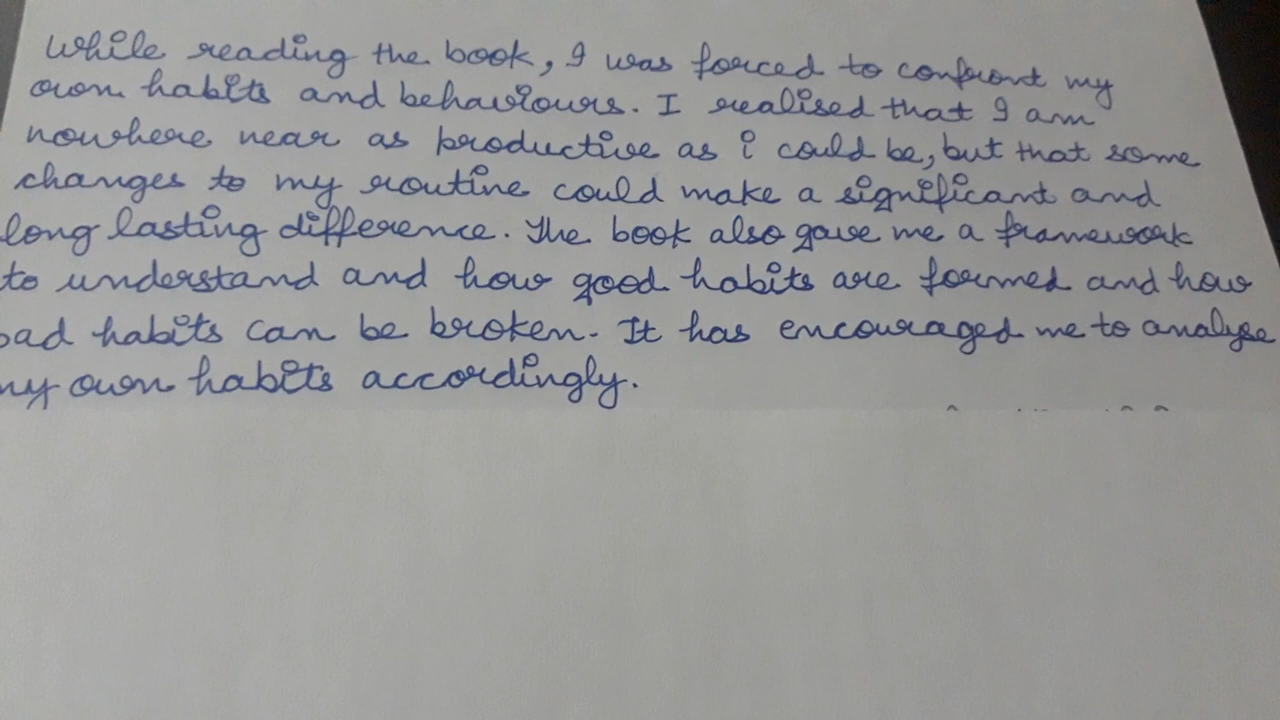 While reading the book, I was forced to confront my
own habits and behaviours. I realised that I am
nowhere near as productive as i could be, but that some
changes to my routine could make a significant and
long lasting difference. The book also gave me a framework
to understand and how good habits are formed and how
bad habits can be broken. It has encouraged me to analyse
my own habits accordingly.